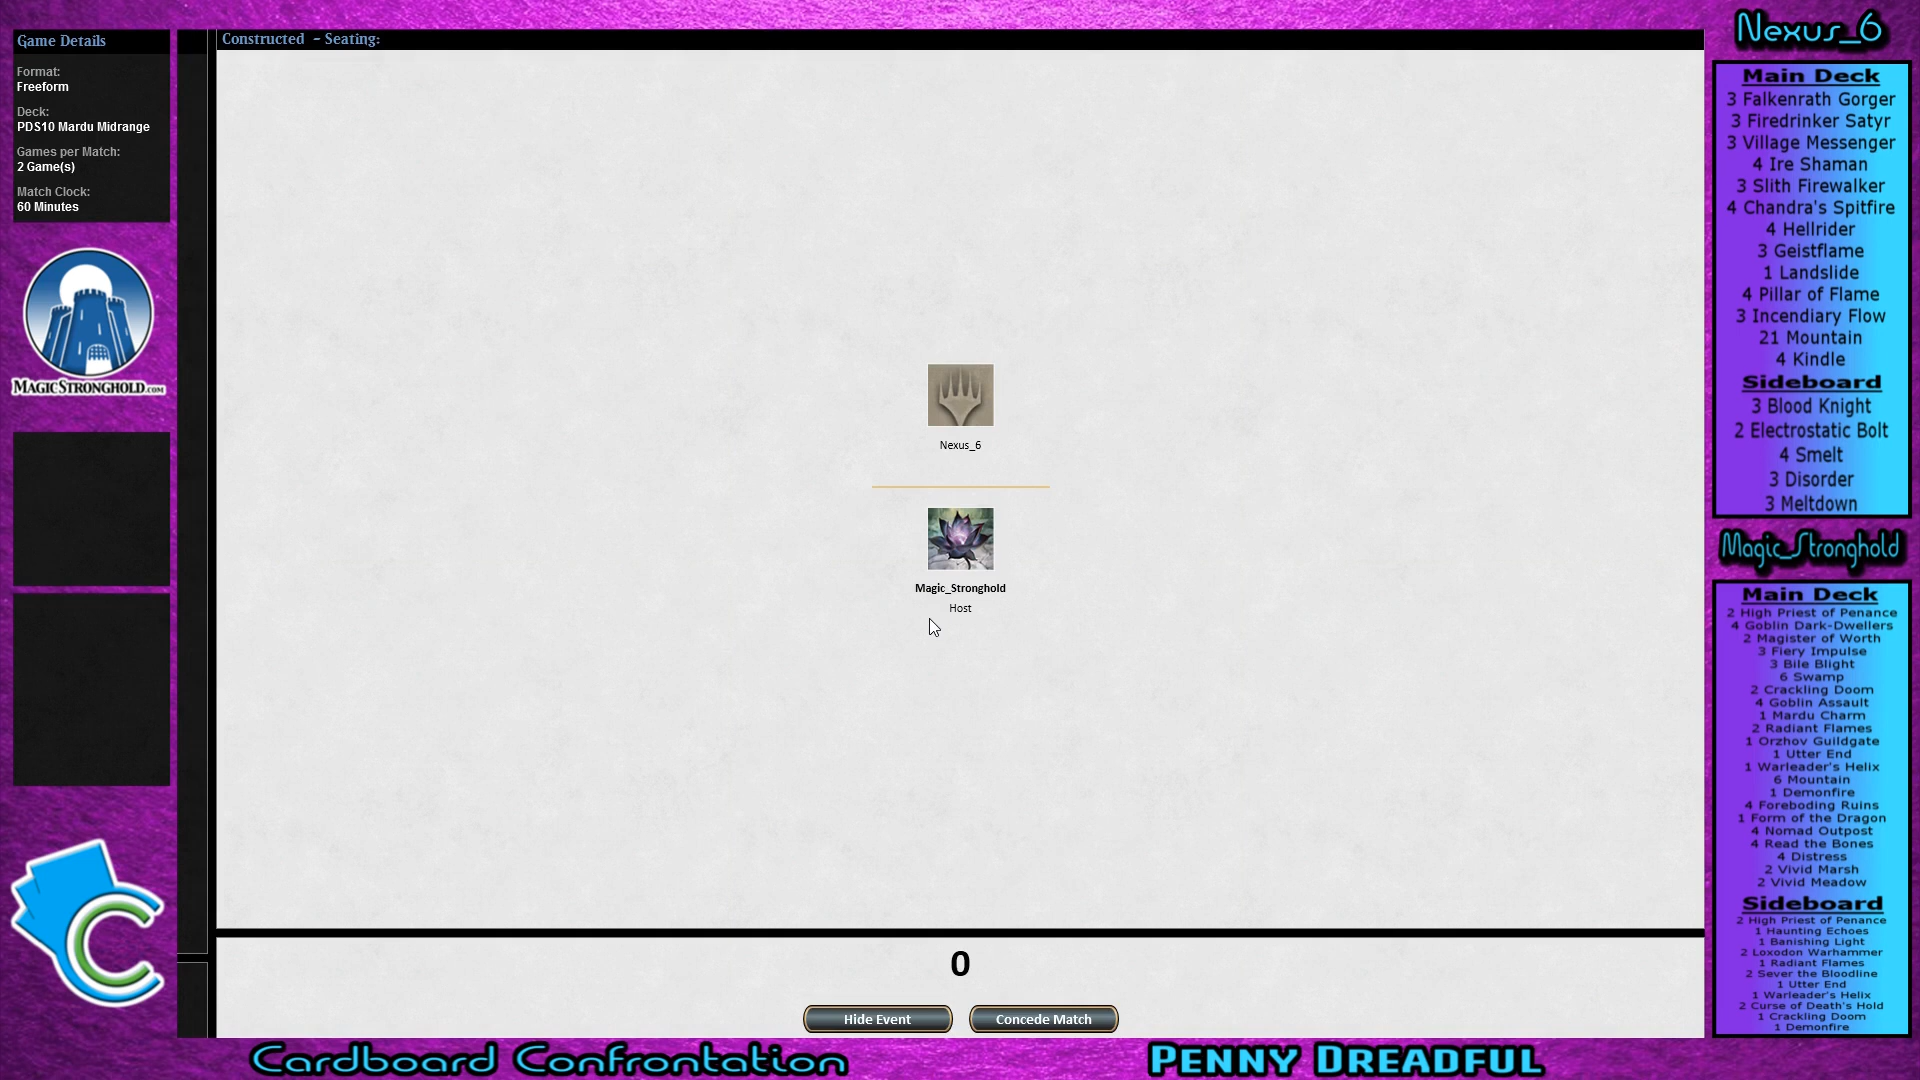 Game Details
Format:
Freeform
Deck:
PDS10 Mardu Midrange
Games per Match:
2 Game(s)
Match Clock:
60 Minutes
MAGICSTRONGHOLD.COM
Constructed - Seating:
Nexus_6
Magic_Stronghold
Host
0
Hide Event
Concede Match
Nexus_6
Main Deck
3 Falkenrath Gorger
3 Firedrinker Satyr
3 Village Messenger
4 Ire Shaman
3 Slith Firewalker
4 Chandra's Spitfire
4 Hellrider
3 Geistflame
1 Landslide
4 Pillar of Flame
3 Incendiary Flow
21 Mountain
4 Kindle
Sideboard
3 Blood Knight
2 Electrostatic Bolt
4 Smelt
3 Disorder
3 Meltdown
Magic_Stronghold
Main Deck
2 High Priest of Penance
4 Goblin Dark-Dwellers
2 Magister of Worth
3 Fiery Impulse
3 Bile Blight
6 Swamp
2 Crackling Doom
4 Goblin Assault
1 Mardu Charm
2 Radiant Flames
1 Orzhov Guildgate
1 Utter End
1 Warleader's Helix
6 Mountain
1 Demonfire
4 Foreboding Ruins
1 Form of the Dragon
4 Nomad Outpost
4 Read the Bones
4 Distress
2 Vivid Marsh
2 Vivid Meadow
Sideboard
2 High Priest of Penance
1 Haunting Echoes
1 Banishing Light
2 Loxodon Warhammer
1 Radiant Flames
2 Sever the Bloodline
1 Utter End
1 Warleader's Helix
2 Curse of Death's Hold
1 Crackling Doom
1 Demonfire
Cardboard Confrontation
PENNY DREADFUL